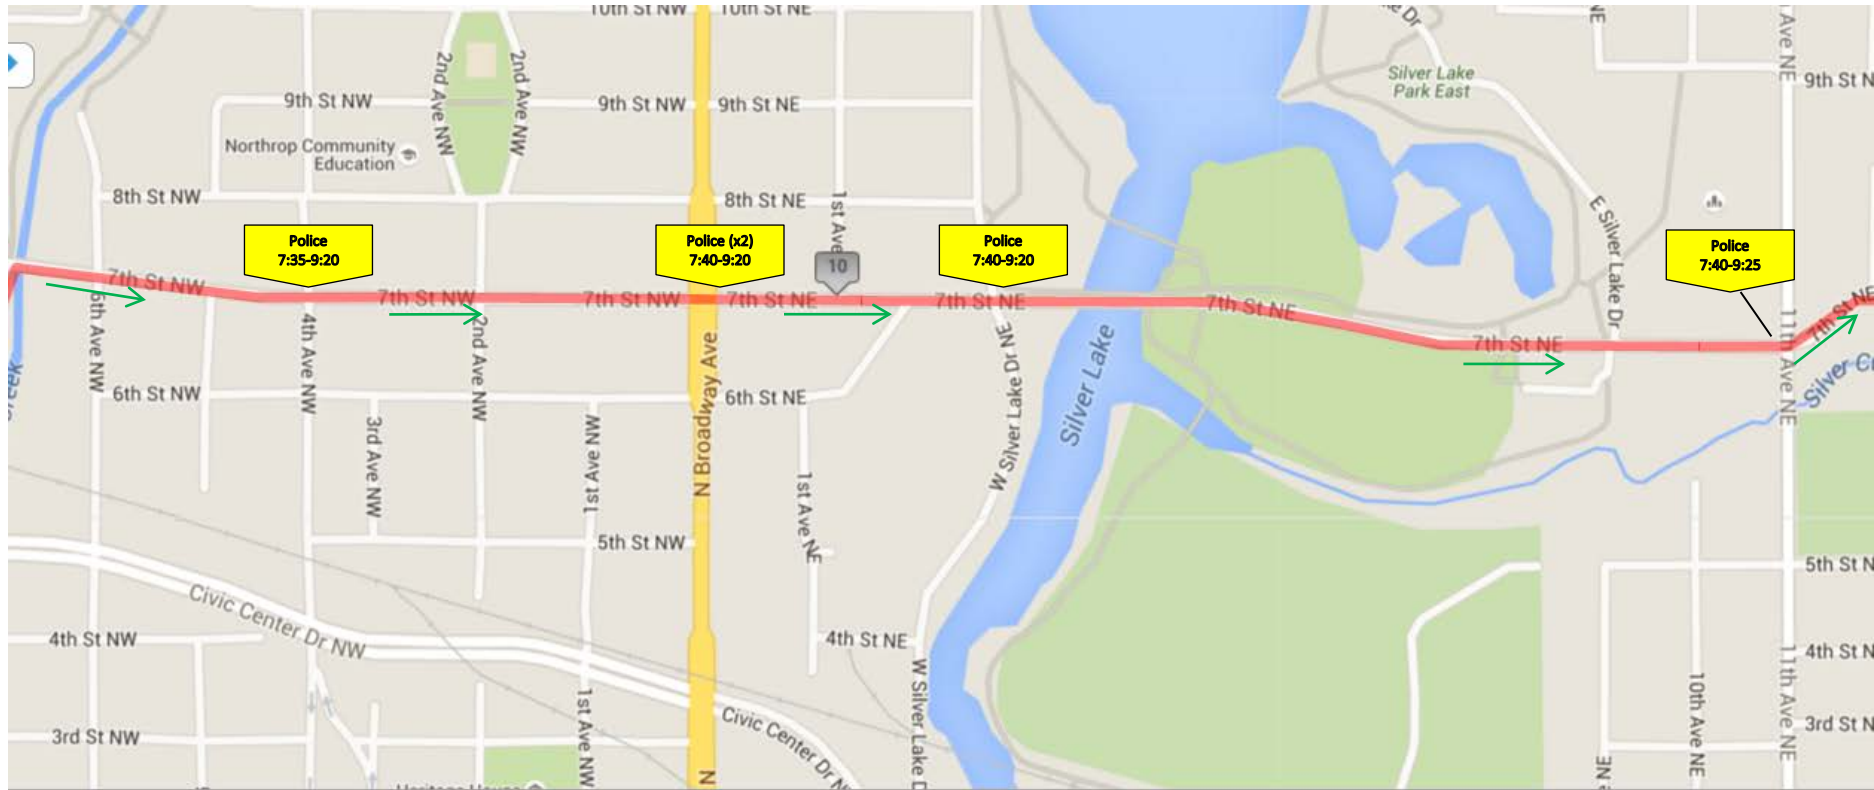 10th St NW
10th St NE
2nd Ave NW
2nd Ave NW
9th St NW
9th St NW
9th St NE
Silver Lake
Park East
9th St N
Ave NE
NE
Northrop Community
Education
8th St NW
8th St NE
1st Ave
E Silver Lake Dr
Police
7:35-9:20
Police (x2)
7:40-9:20
Police
7:40-9:20
Police
7:40-9:25
10
7th St NW
7th St NW
7th St NW
7th St NE
7th St NE
7th St NE
7th St NE
7th St NE
4th Ave NW
2nd Ave NW
N Broadway Ave
W Silver Lake Dr NE
Silver Lake
11th Ave NE
6th St NW
6th St NE
3rd Ave NW
1st Ave NW
1st Ave NE
5th St NW
5th St N
Civic Center Dr NW
4th St NW
4th St NE
4th St N
W Silver Lake D
10th Ave NE
11th Ave NE
3rd St NW
1st Ave NW
N
Civic Center Dr N
3rd St N
NE